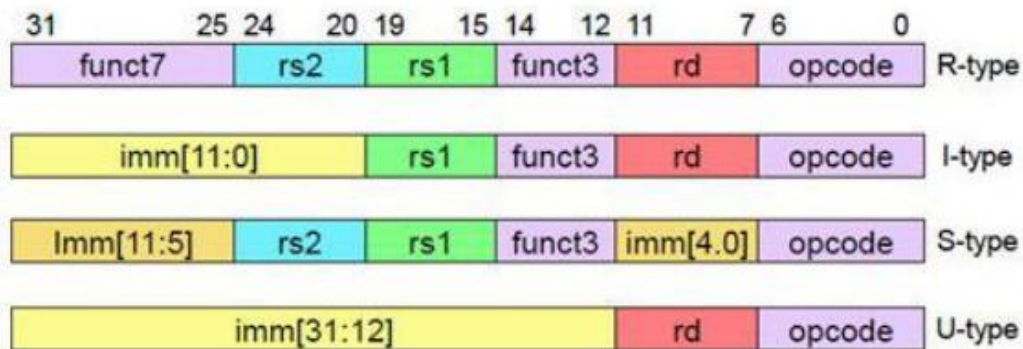 31 25 24 20 19 15 14 12 11 7 6 0
funct7 rs2 rs1 funct3 rd opcode R-type
imm[11:0] rs1 funct3 rd opcode I-type
Imm[11:5] rs2 rs1 funct3 imm[4.0] opcode S-type
imm[31:12] rd opcode U-type